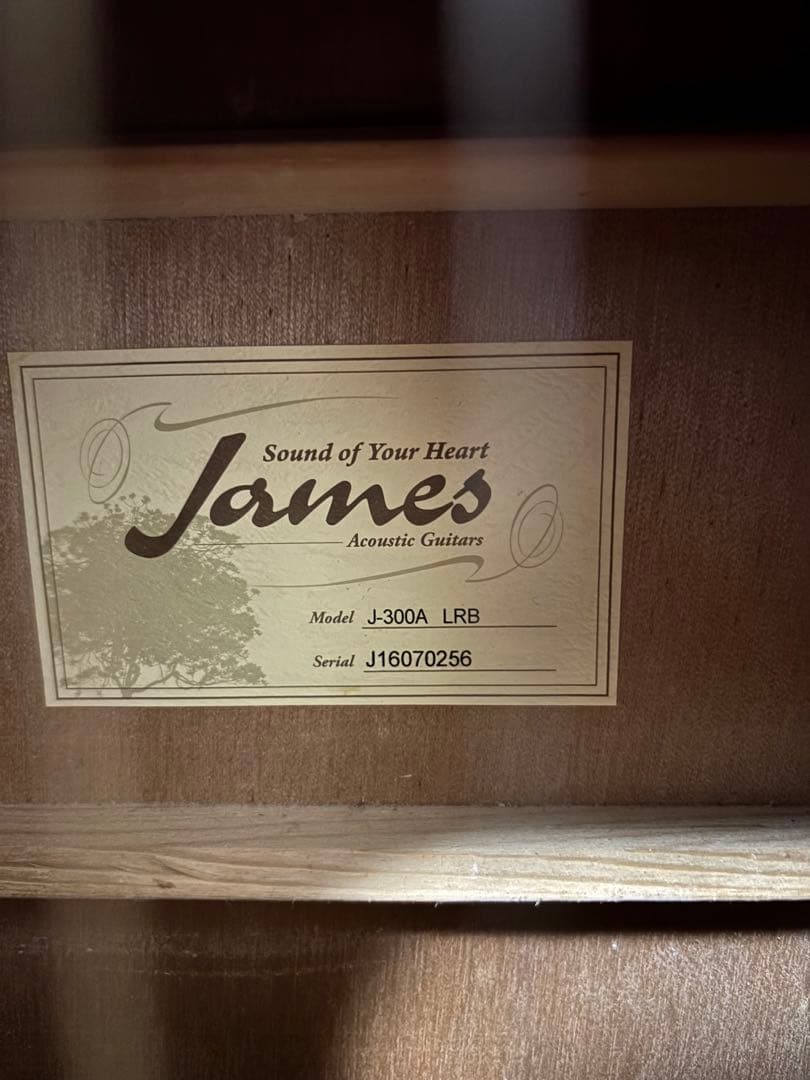 Sound of Your Heart
James
Acoustic Guitars
Model J-300A LRB
Serial J16070256